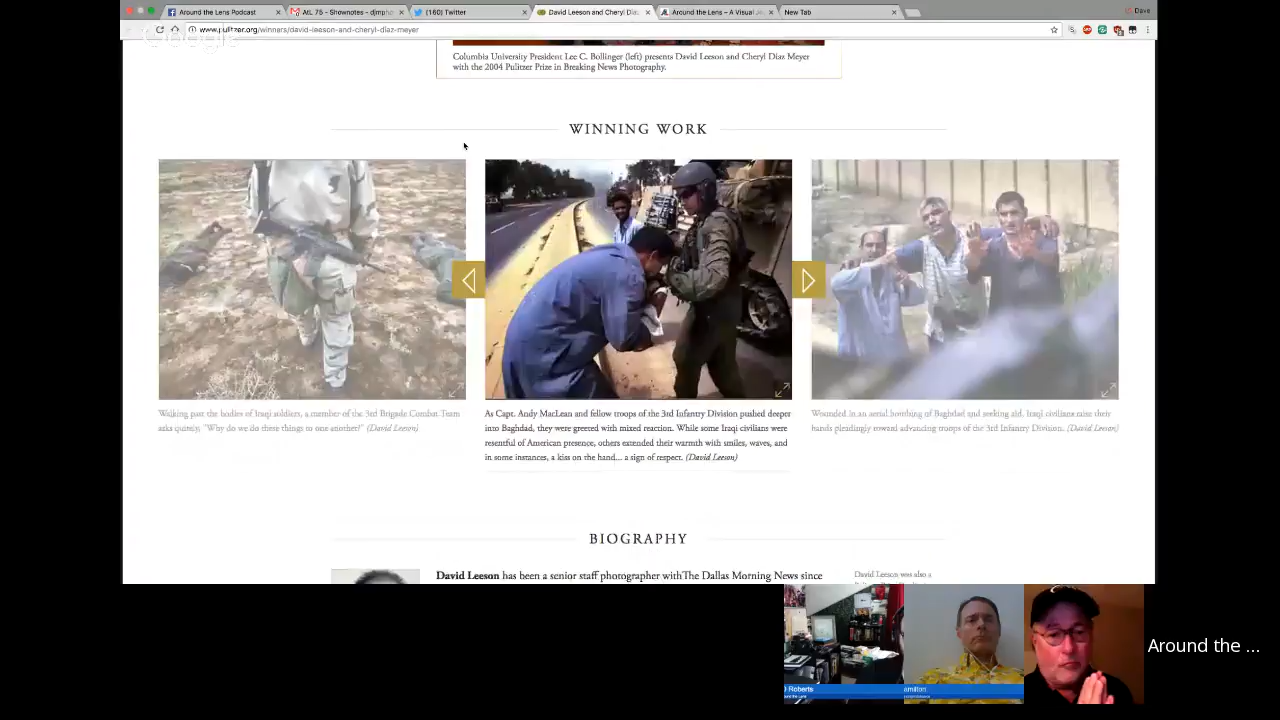 Around the Lens Podcast
AtL 75 - Shownotes - djmpho
(160) Twitter
David Leeson and Cheryl Diaz
Around the Lens – A Visual Je
New Tab
Dave
www.pulitzer.org/winners/david-leeson-and-cheryl-diaz-meyer
Google
Columbia University President Lee C. Bollinger (left) presents David Leeson and Cheryl Diaz Meyer
with the 2004 Pulitzer Prize in Breaking News Photography.
WINNING WORK
Walking past the bodies of Iraqi soldiers, a member of the 3rd Brigade Combat Team
asks quietly, "Why do we do these things to one another?" (David Leeson)
As Capt. Andy MacLean and fellow troops of the 3rd Infantry Division pushed deeper
into Baghdad, they were greeted with mixed reaction. While some Iraqi civilians were
resentful of American presence, others extended their warmth with smiles, waves, and
in some instances, a kiss on the hand... a sign of respect. (David Leeson)
Wounded in an aerial bombing of Baghdad and seeking aid, Iraqi civilians raise their
hands pleadingly toward advancing troops of the 3rd Infantry Division. (David Leeson)
BIOGRAPHY
David Leeson has been a senior staff photographer withThe Dallas Morning News since
David Leeson was also a
D Roberts
amilton
Around the ...